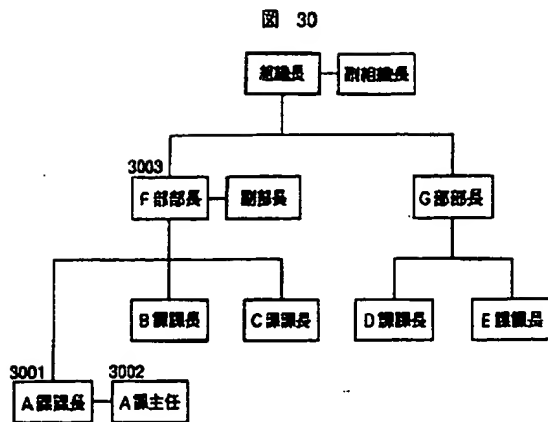 図 30
組織長
副組織長
3003
F部部長
副部長
G部部長
B課課長
C課課長
D課課長
E課課長
3001
3002
A課課長
A課主任